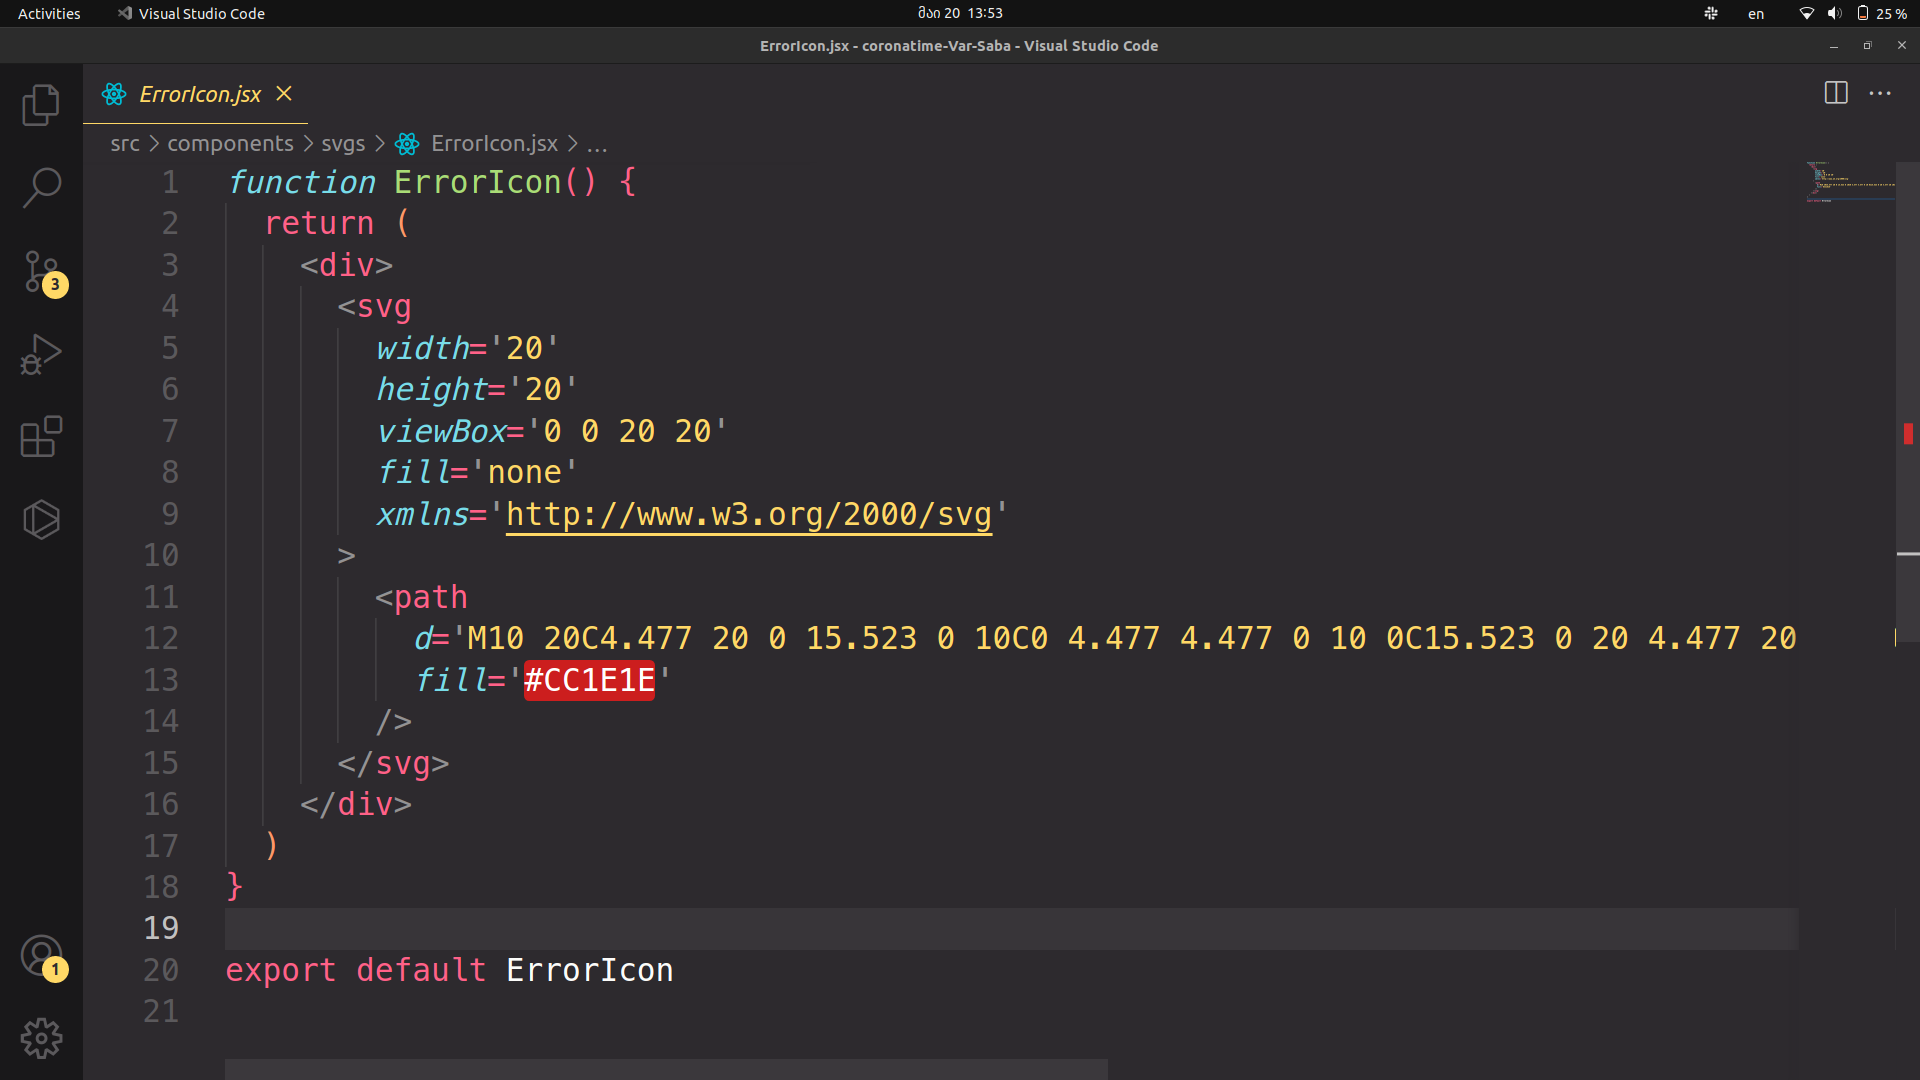 Activities
Visual Studio Code
მაი 20 13:53
en
25 %
ErrorIcon.jsx - coronatime-Var-Saba - Visual Studio Code
ErrorIcon.jsx
src > components > svgs > ErrorIcon.jsx > ...
3
1
1 function ErrorIcon() {
2 return (
3 <div>
4 <svg
5 width='20'
6 height='20'
7 viewBox='0 0 20 20'
8 fill='none'
9 xmlns='http://www.w3.org/2000/svg'
10 >
11 <path
12 d='M10 20C4.477 20 0 15.523 0 10C0 4.477 4.477 0 10 0C15.523 0 20 4.477 20
13 fill='#CC1E1E'
14 />
15 </svg>
16 </div>
17 )
18 }
19
20 export default ErrorIcon
21